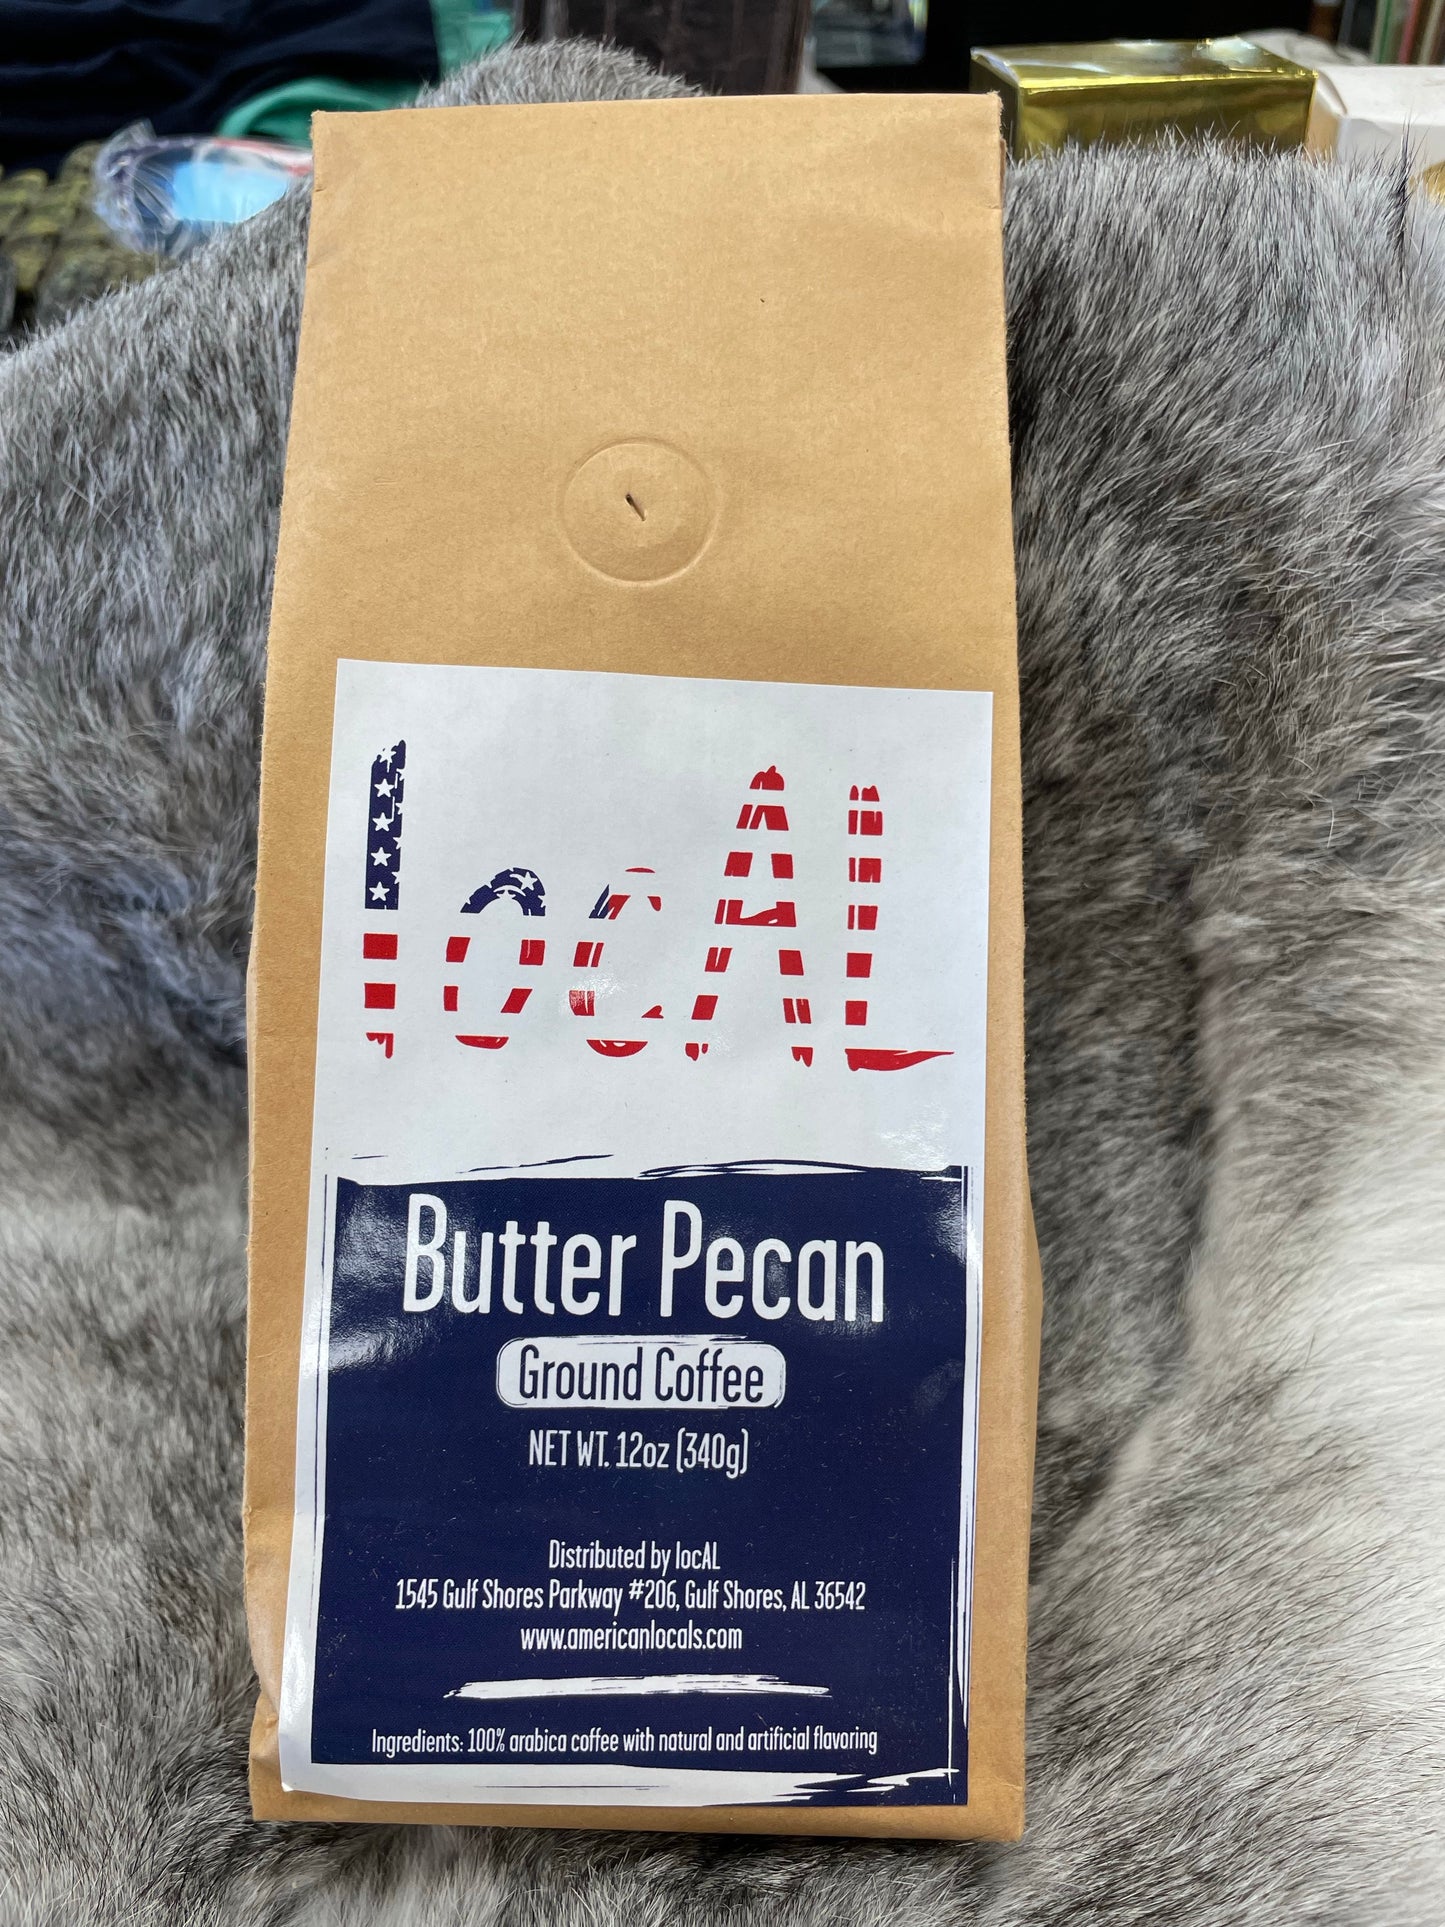 locAL
Butter Pecan
Ground Coffee
NET WT. 12oz (340g)
Distributed by locAL
1545 Gulf Shores Parkway #206, Gulf Shores, AL 36542
www.americanlocals.com
Ingredients: 100% arabica coffee with natural and artificial flavoring